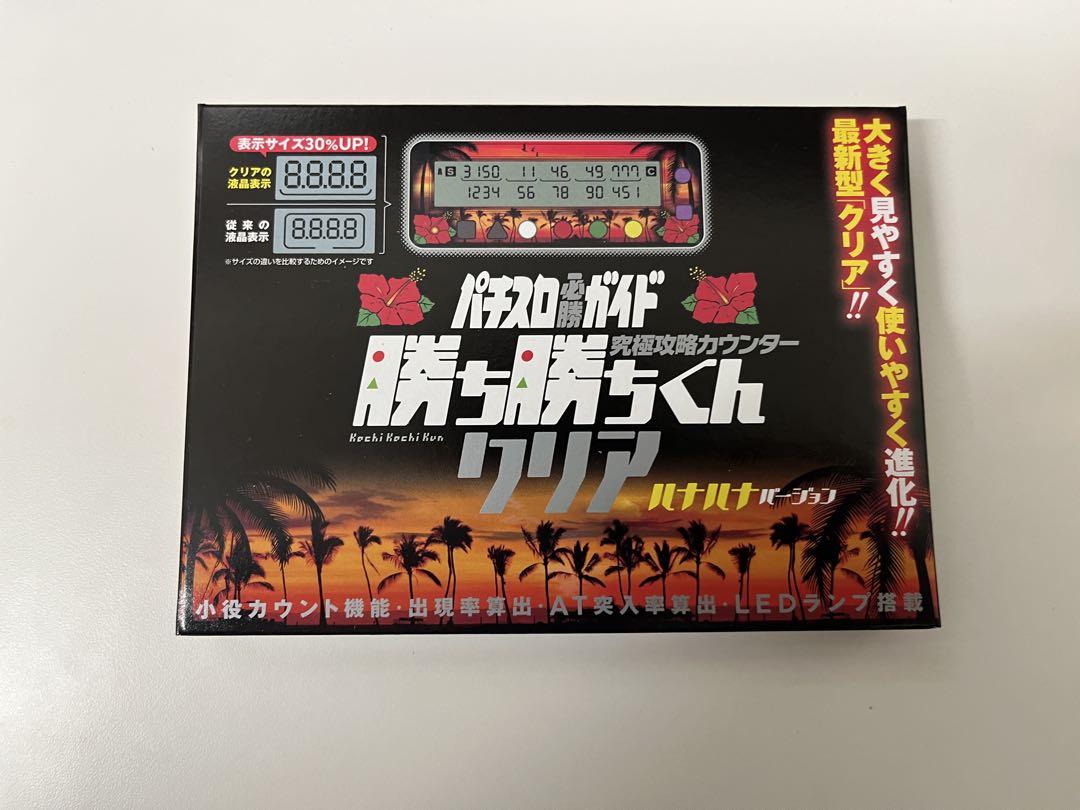 表示サイズ30%UP!
クリアの
液晶表示
8.8.8.8
従来の
液晶表示
8.8.8.8
※サイズの違いを比較するためのイメージです
S 3150 11 46 49 777 C
1234 56 78 90 451
大きく見やすく使いやすく進化!!
最新型「クリア」!!
パチスロ必勝ガイド
究極攻略カウンター
勝ち勝ちくん
Kachi Kachi Kun
クリア
ハナハナバージョン
小役カウント機能・出現率算出・AT突入率算出・LEDランプ搭載